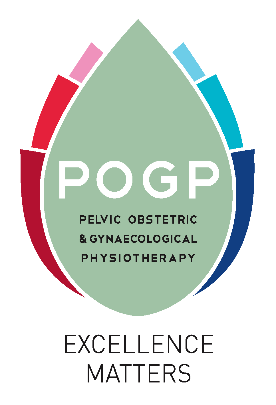 POGP
PELVIC OBSTETRIC
& GYNAECOLOGICAL
PHYSIOTHERAPY
EXCELLENCE
MATTERS